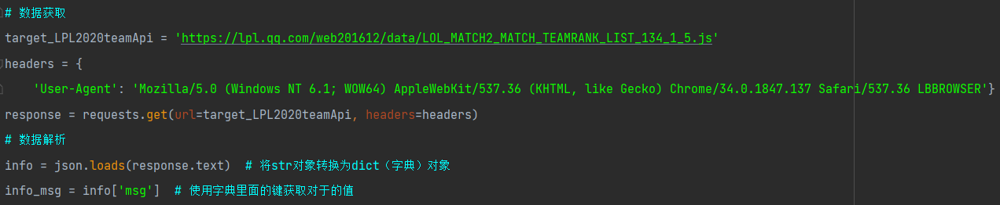 # 数据获取
target_LPL2020teamApi = 'https://lpl.qq.com/web201612/data/LOL_MATCH2_MATCH_TEAMRANK_LIST_134_1_5.js'
headers = {
    'User-Agent': 'Mozilla/5.0 (Windows NT 6.1; WOW64) AppleWebKit/537.36 (KHTML, like Gecko) Chrome/34.0.1847.137 Safari/537.36 LBBROWSER'}
response = requests.get(url=target_LPL2020teamApi, headers=headers)
# 数据解析
info = json.loads(response.text)  # 将str对象转换为dict（字典）对象
info_msg = info['msg']  # 使用字典里面的键获取对于的值